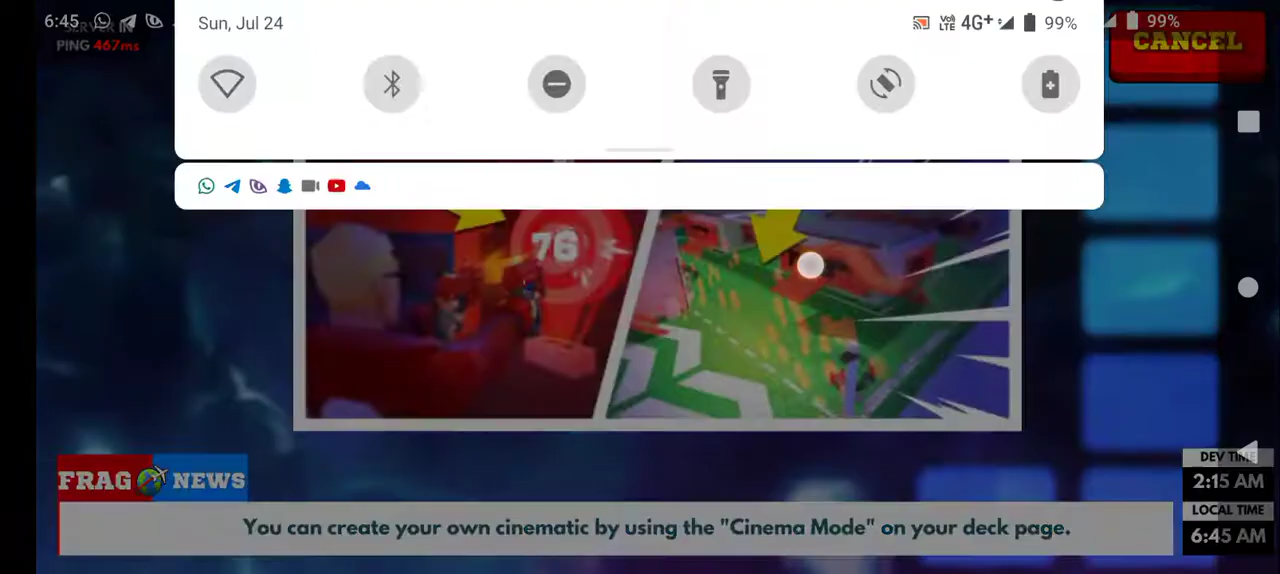 6:45
Sun, Jul 24
Vo) LTE 4G+ 99%
99%
SERVER IN
PING 467ms
CANCEL
76
FRAG NEWS
You can create your own cinematic by using the "Cinema Mode" on your deck page.
DEV TIME
2:15 AM
LOCAL TIME
6:45 AM